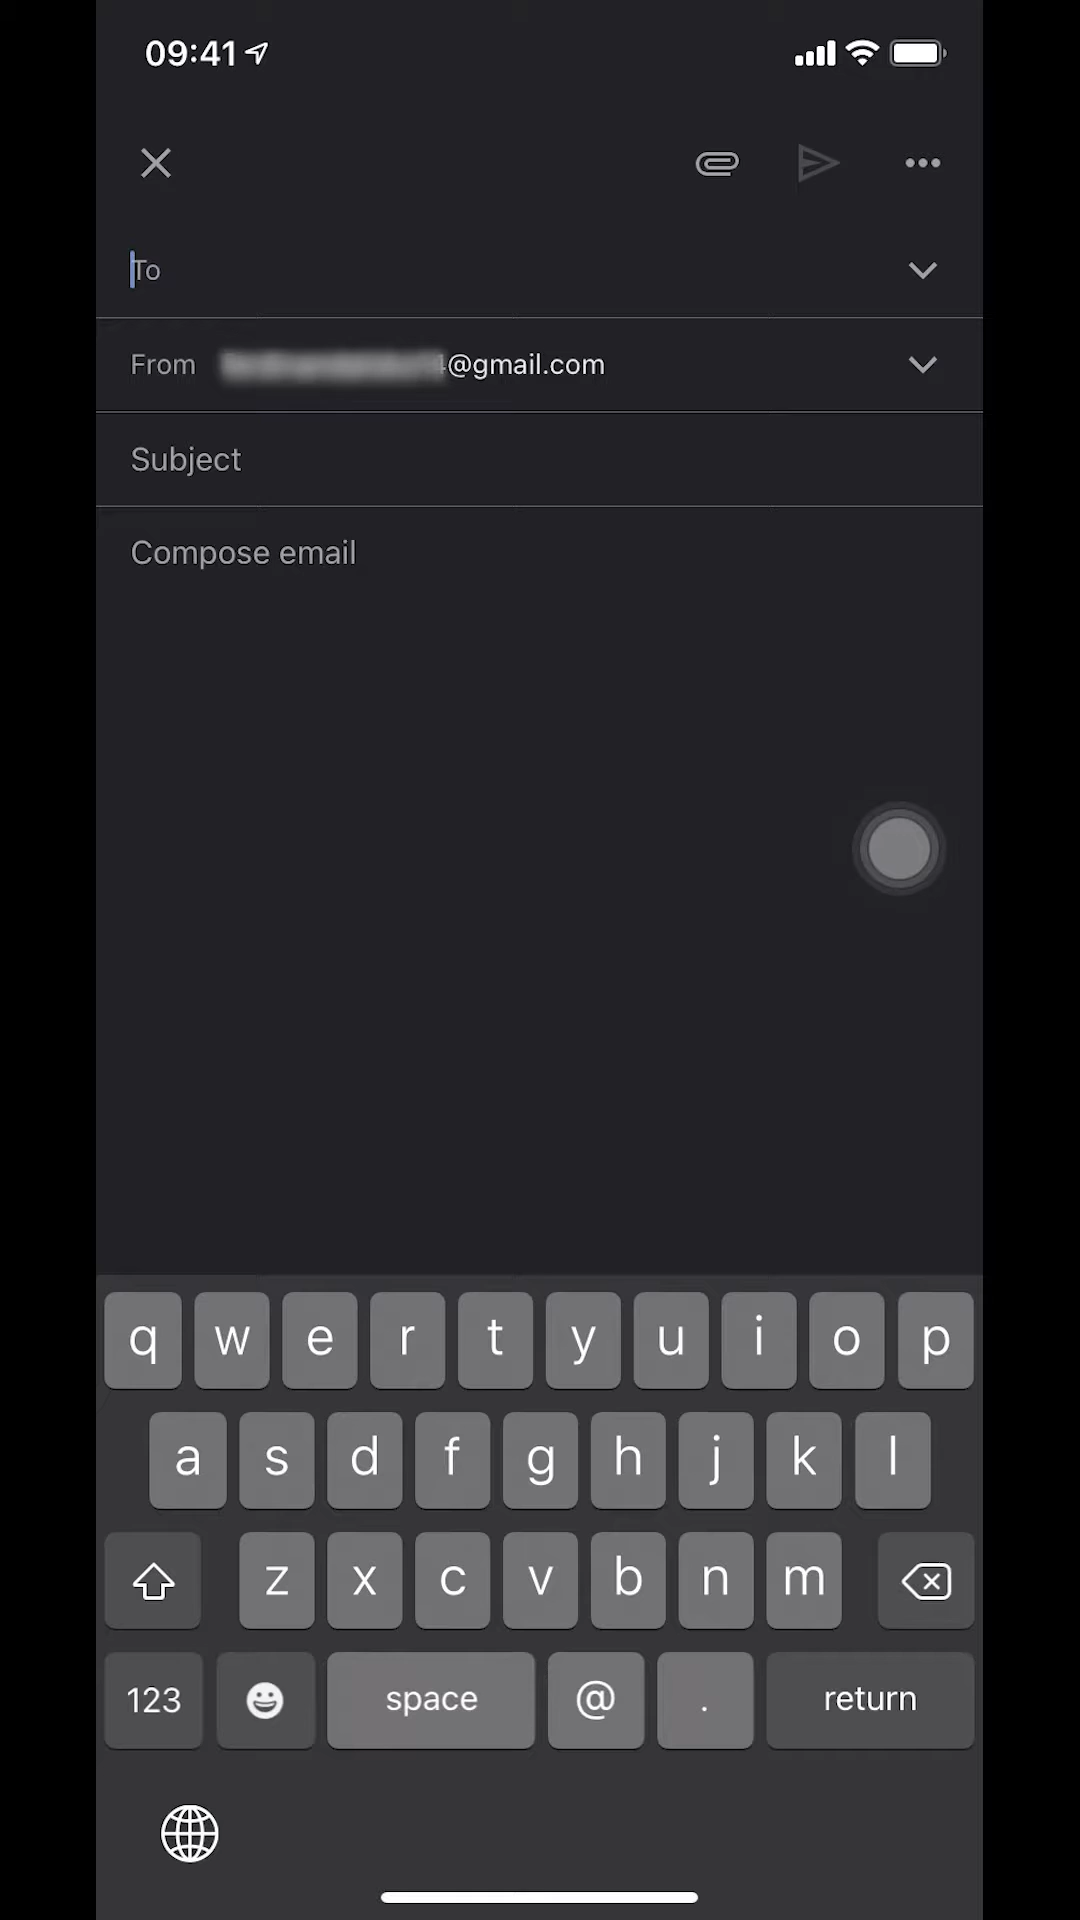 09:41
To
From @gmail.com
Subject
Compose email
q w e r t y u i o p
a s d f g h j k l
z x c v b n m
123 space @ . return